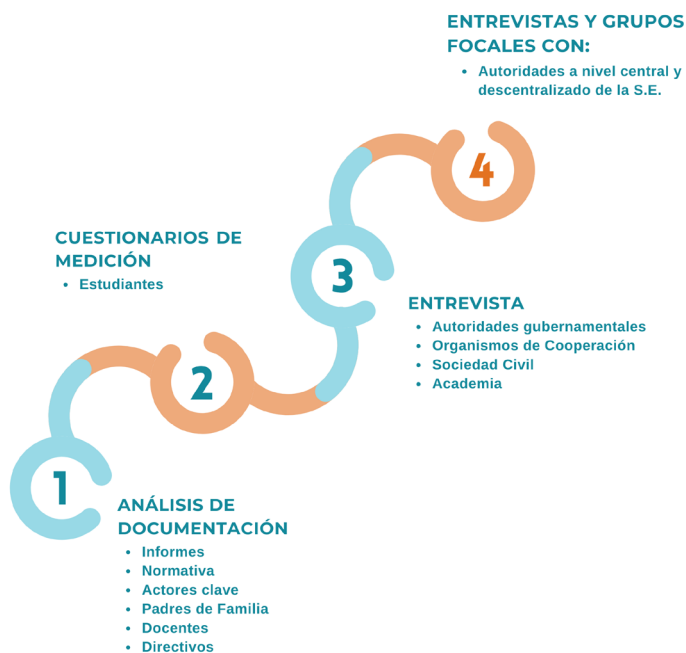 ENTREVISTAS Y GRUPOS
FOCALES CON:
• Autoridades a nivel central y
descentralizado de la S.E.
4
CUESTIONARIOS DE
MEDICIÓN
• Estudiantes
3
ENTREVISTA
• Autoridades gubernamentales
• Organismos de Cooperación
• Sociedad Civil
• Academia
2
1
ANÁLISIS DE
DOCUMENTACIÓN
• Informes
• Normativa
• Actores clave
• Padres de Familia
• Docentes
• Directivos